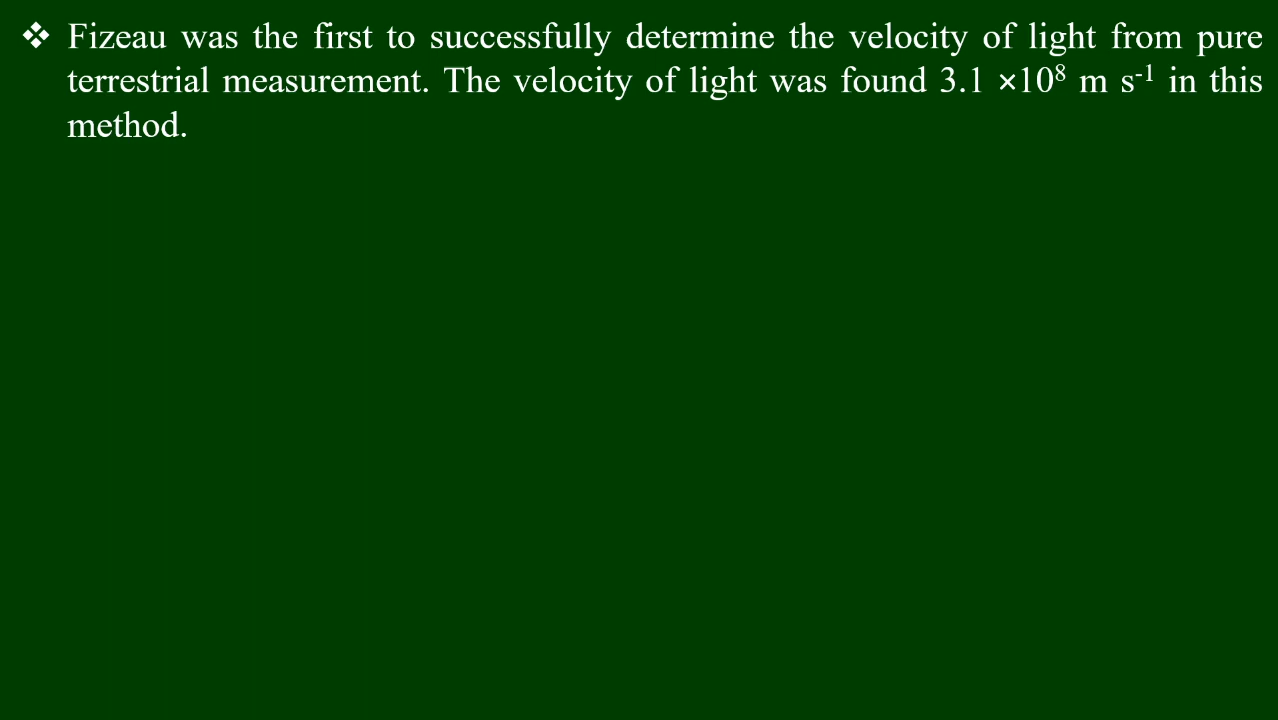 ❖ Fizeau was the first to successfully determine the velocity of light from pure
terrestrial measurement. The velocity of light was found 3.1 ×10⁸ m s⁻¹ in this
method.